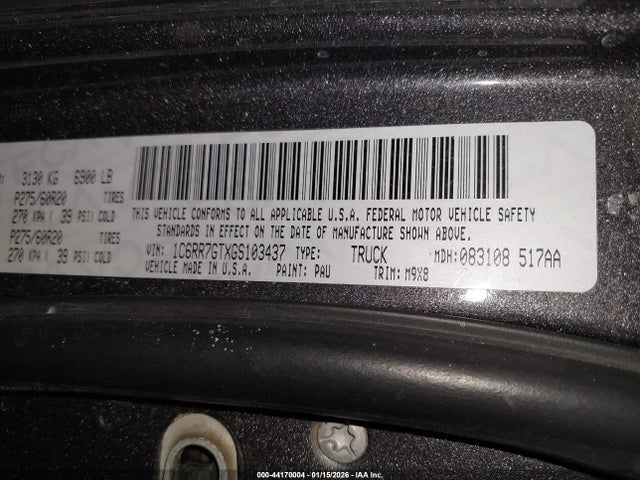 3130 KG 6900 LB
P275/60R20 TIRES
270 KPA ( 39 PSI) COLD
P275/60R20 TIRES
270 KPA ( 39 PSI) COLD
THIS VEHICLE CONFORMS TO ALL APPLICABLE U.S.A. FEDERAL MOTOR VEHICLE SAFETY
STANDARDS IN EFFECT ON THE DATE OF MANUFACTURE SHOWN ABOVE.
VIN: 1C6RR7GTXGS103437 TYPE: TRUCK MDH:083108 517AA
VEHICLE MADE IN U.S.A. PAINT: PAU TRIM: M9X8
000-44170004 - 01/15/2026 - IAA Inc.